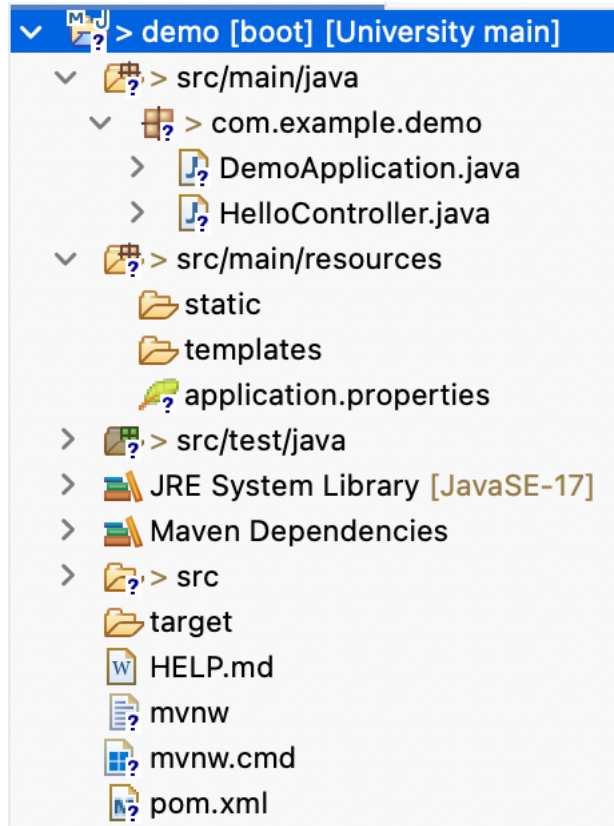 > demo [boot] [University main]
> src/main/java
> com.example.demo
DemoApplication.java
HelloController.java
> src/main/resources
static
templates
application.properties
> src/test/java
JRE System Library [JavaSE-17]
Maven Dependencies
> src
target
HELP.md
mvnw
mvnw.cmd
pom.xml